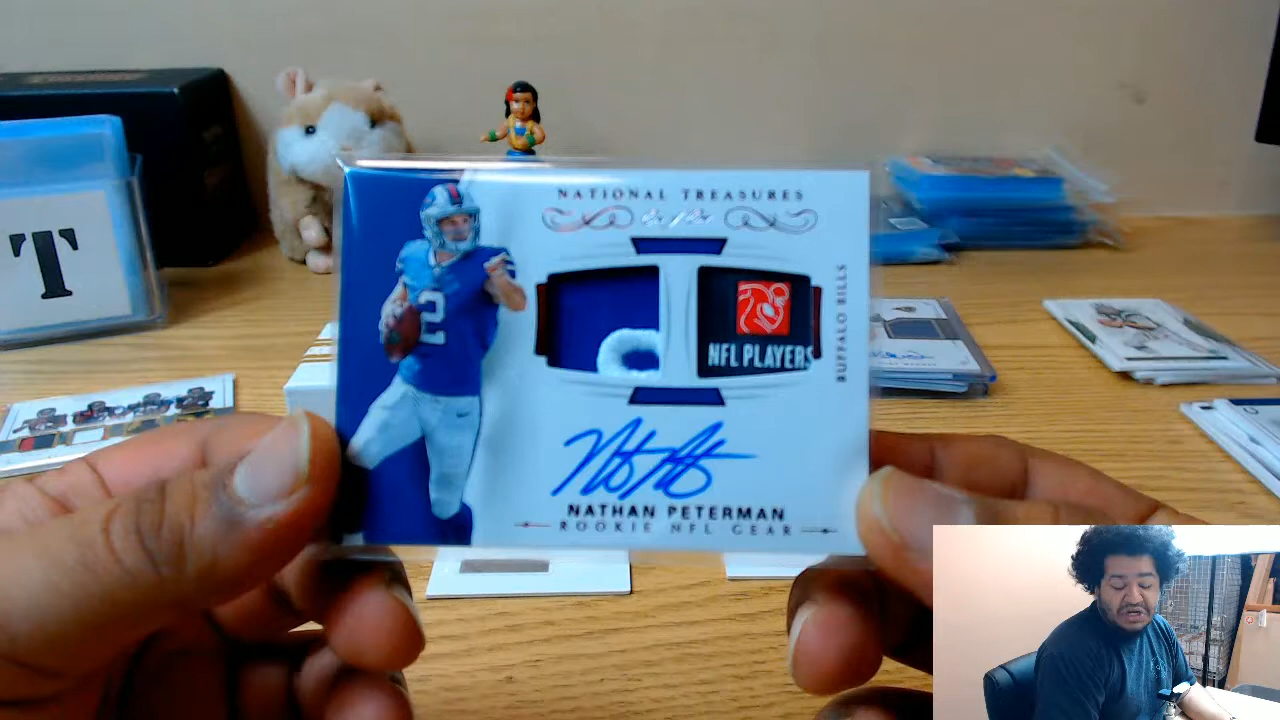 T
NATIONAL TREASURES
2
NFL PLAYERS
BUFFALO BILLS
NATHAN PETERMAN
ROOKIE NFL GEAR